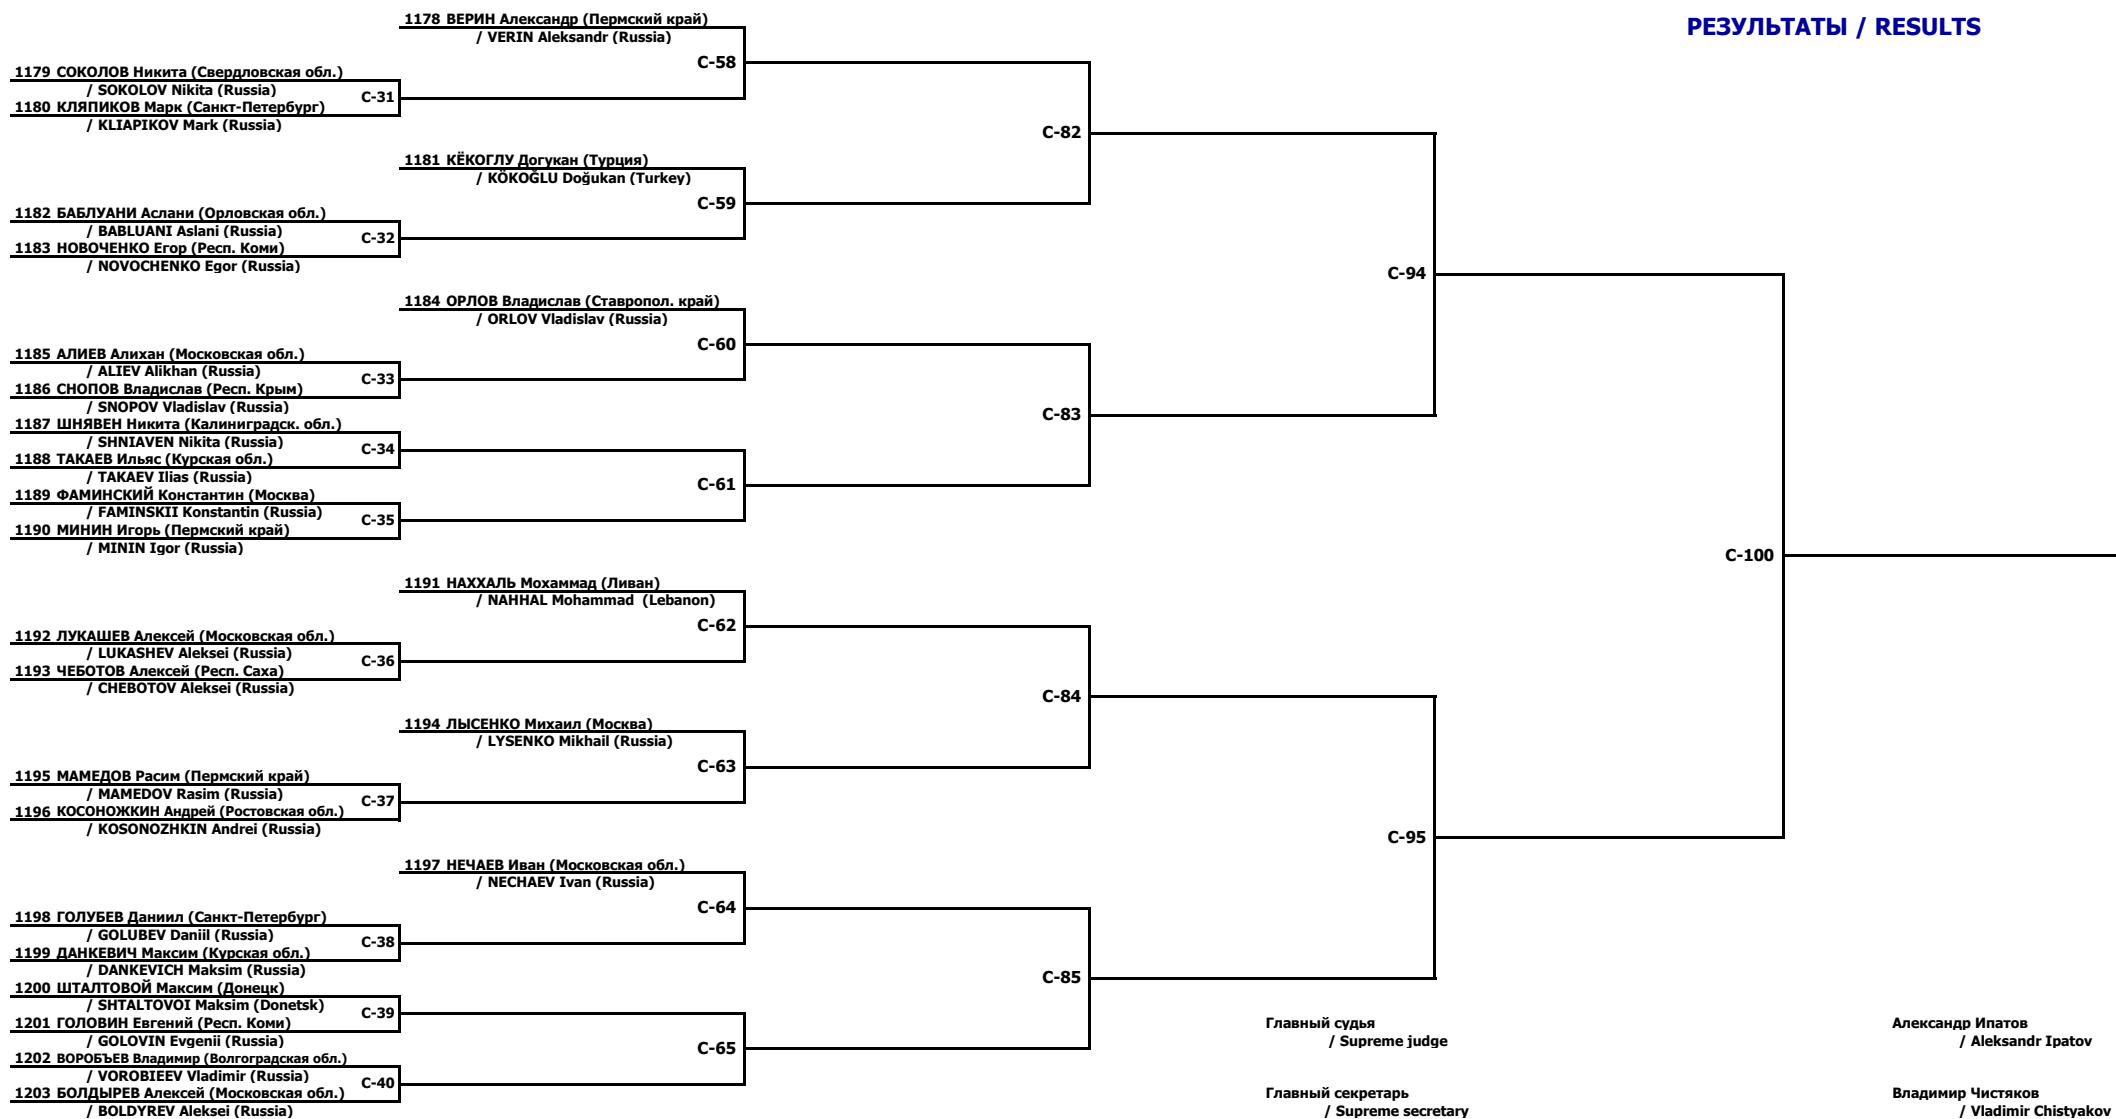 1178 ВЕРИН Александр (Пермский край)
/ VERIN Aleksandr (Russia)
РЕЗУЛЬТАТЫ / RESULTS
C-58
1179 СОКОЛОВ Никита (Свердловская обл.)
/ SOKOLOV Nikita (Russia)
C-31
1180 КЛЯПИКОВ Марк (Санкт-Петербург)
/ KLIAPIKOV Mark (Russia)
C-82
1181 КЁКОГЛУ Догукан (Турция)
/ KÖKOĞLU Doğukan (Turkey)
C-59
1182 БАБЛУАНИ Аслани (Орловская обл.)
/ BABLUANI Aslani (Russia)
C-32
1183 НОВОЧЕНКО Егор (Респ. Коми)
/ NOVOCHENKO Egor (Russia)
C-94
1184 ОРЛОВ Владислав (Ставропол. край)
/ ORLOV Vladislav (Russia)
C-60
1185 АЛИЕВ Алихан (Московская обл.)
/ ALIEV Alikhan (Russia)
C-33
1186 СНОПОВ Владислав (Респ. Крым)
/ SNOPOV Vladislav (Russia)
C-83
1187 ШНЯВЕН Никита (Калининградск. обл.)
/ SHNIAVEN Nikita (Russia)
C-34
1188 ТАКАЕВ Ильяс (Курская обл.)
/ TAKAEV Ilias (Russia)
C-61
1189 ФАМИНСКИЙ Константин (Москва)
/ FAMINSKII Konstantin (Russia)
C-35
1190 МИНИН Игорь (Пермский край)
/ MININ Igor (Russia)
C-100
1191 НАХХАЛЬ Мохаммад (Ливан)
/ NAHHAL Mohammad (Lebanon)
C-62
1192 ЛУКАШЕВ Алексей (Московская обл.)
/ LUKASHEV Aleksei (Russia)
C-36
1193 ЧЕБОТОВ Алексей (Респ. Саха)
/ CHEBOTOV Aleksei (Russia)
C-84
1194 ЛЫСЕНКО Михаил (Москва)
/ LYSENKO Mikhail (Russia)
C-63
1195 МАМЕДОВ Расим (Пермский край)
/ MAMEDOV Rasim (Russia)
C-37
1196 КОСОНОЖКИН Андрей (Ростовская обл.)
/ KOSONOZHKIN Andrei (Russia)
C-95
1197 НЕЧАЕВ Иван (Московская обл.)
/ NECHAEV Ivan (Russia)
C-64
1198 ГОЛУБЕВ Даниил (Санкт-Петербург)
/ GOLUBEV Daniil (Russia)
C-38
1199 ДАНКЕВИЧ Максим (Курская обл.)
/ DANKEVICH Maksim (Russia)
C-85
1200 ШТАЛТОВОЙ Максим (Донецк)
/ SHTALTOVOI Maksim (Donetsk)
C-39
1201 ГОЛОВИН Евгений (Респ. Коми)
/ GOLOVIN Evgenii (Russia)
Главный судья
/ Supreme judge
Александр Ипатов
/ Aleksandr Ipatov
C-65
1202 ВОРОБЪЕВ Владимир (Волгоградская обл.)
/ VOROBIEEV Vladimir (Russia)
C-40
1203 БОЛДЫРЕВ Алексей (Московская обл.)
/ BOLDYREV Aleksei (Russia)
Главный секретарь
/ Supreme secretary
Владимир Чистяков
/ Vladimir Chistyakov